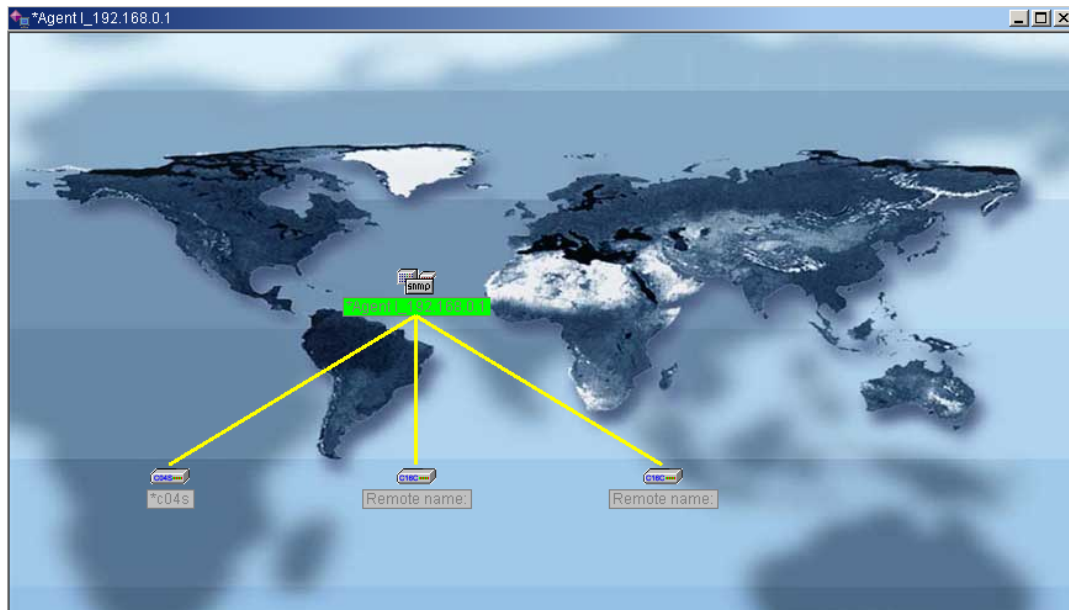 *Agent I_192.168.0.1
snmp
*Agent I_192.168.0.1
C04S
C16C
C16C
*c04s
Remote name:
Remote name: